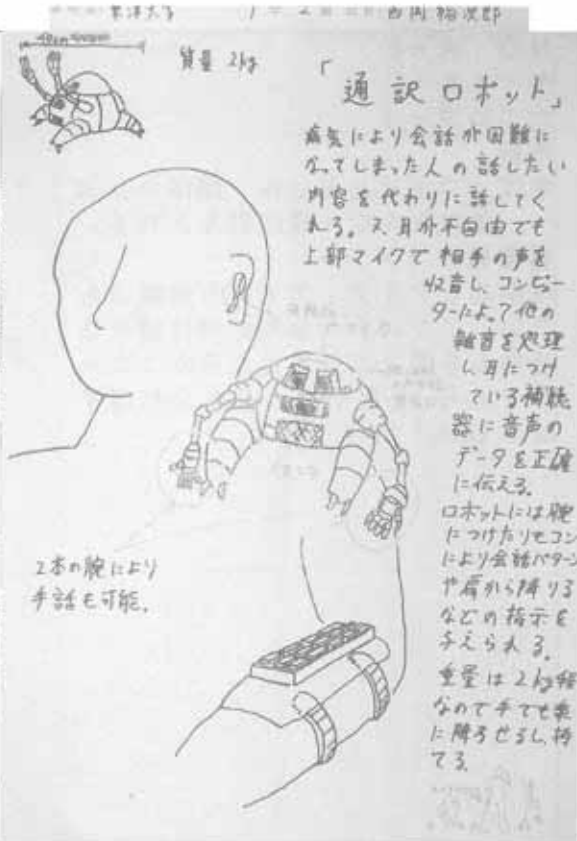 東洋大学
質量 2kg
「通訳ロボット」
病気により会話が困難に
なってしまった人の話したい
内容を代わりに話してく
れる。又、耳が不自由でも
上部マイクで相手の声を
収音し、コンピュー
ターによって他の
雑音を処理
し耳につけ
ている補聴
器に音声の
データを正確
に伝える。
ロボットには腕
につけたリモコン
により会話パターン
や肩から降りる
などの指示を
与えられる。
重量は2kg程
なので手でも楽
に降ろせるし、持
てる。
2本の腕により
手話も可能。